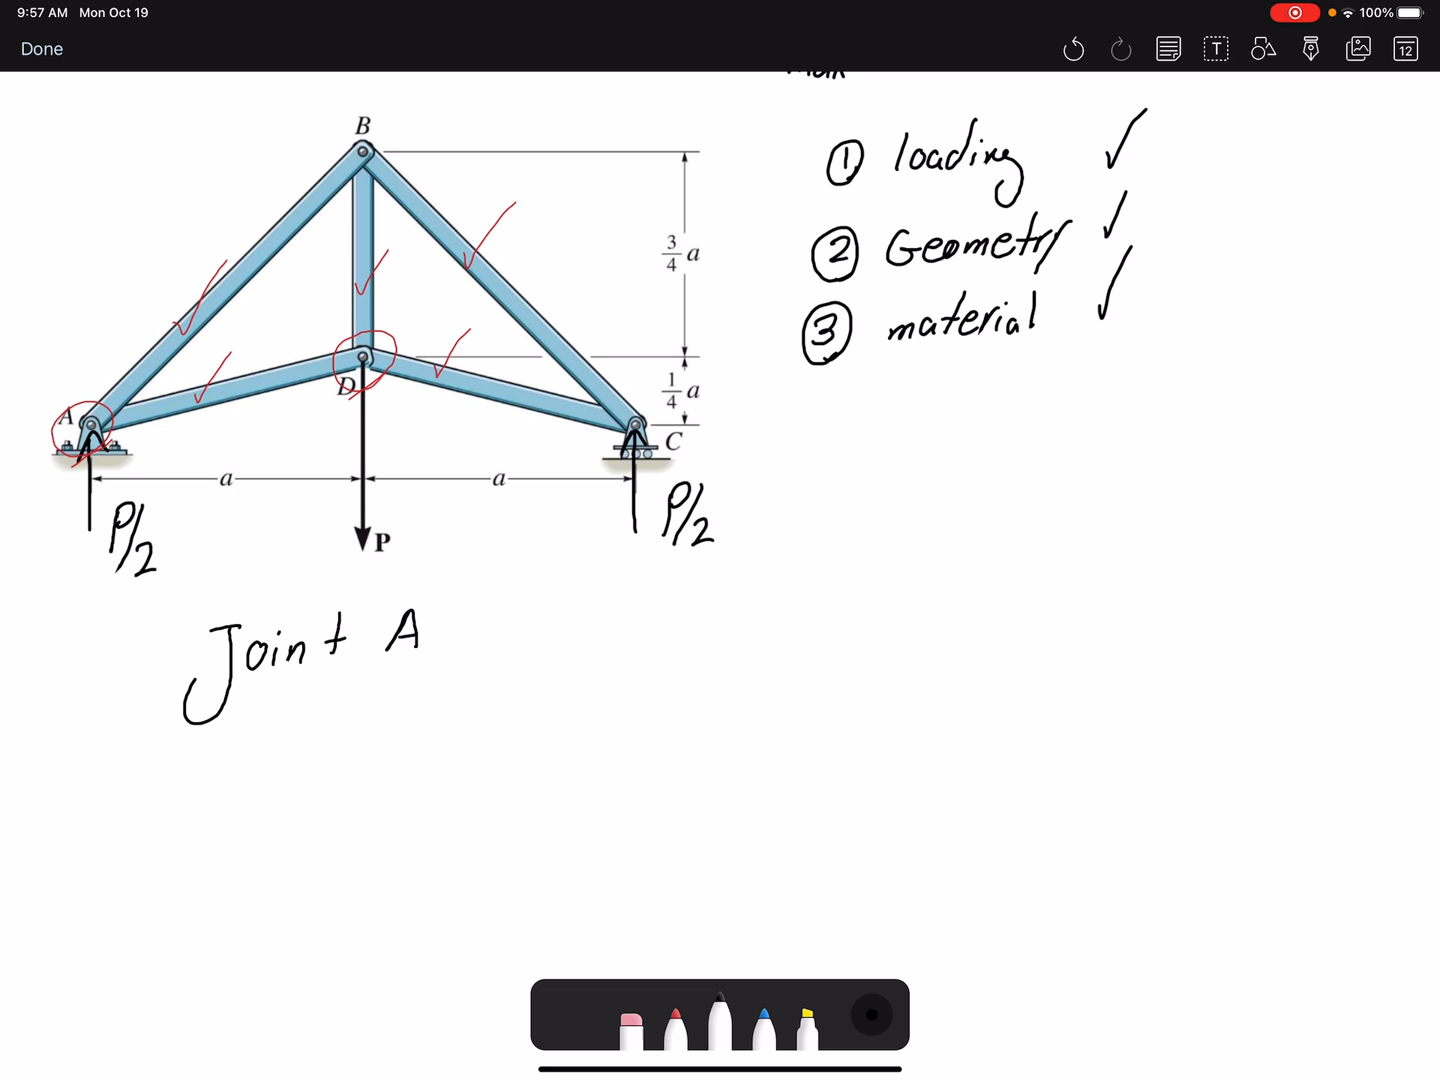 9:57 AM Mon Oct 19
100%
Done
T
12
B
① loading ✓
② Geometry ✓
③ material ✓
3/4 a
1/4 a
D
A
C
a
a
P/2
P/2
P
Joint A